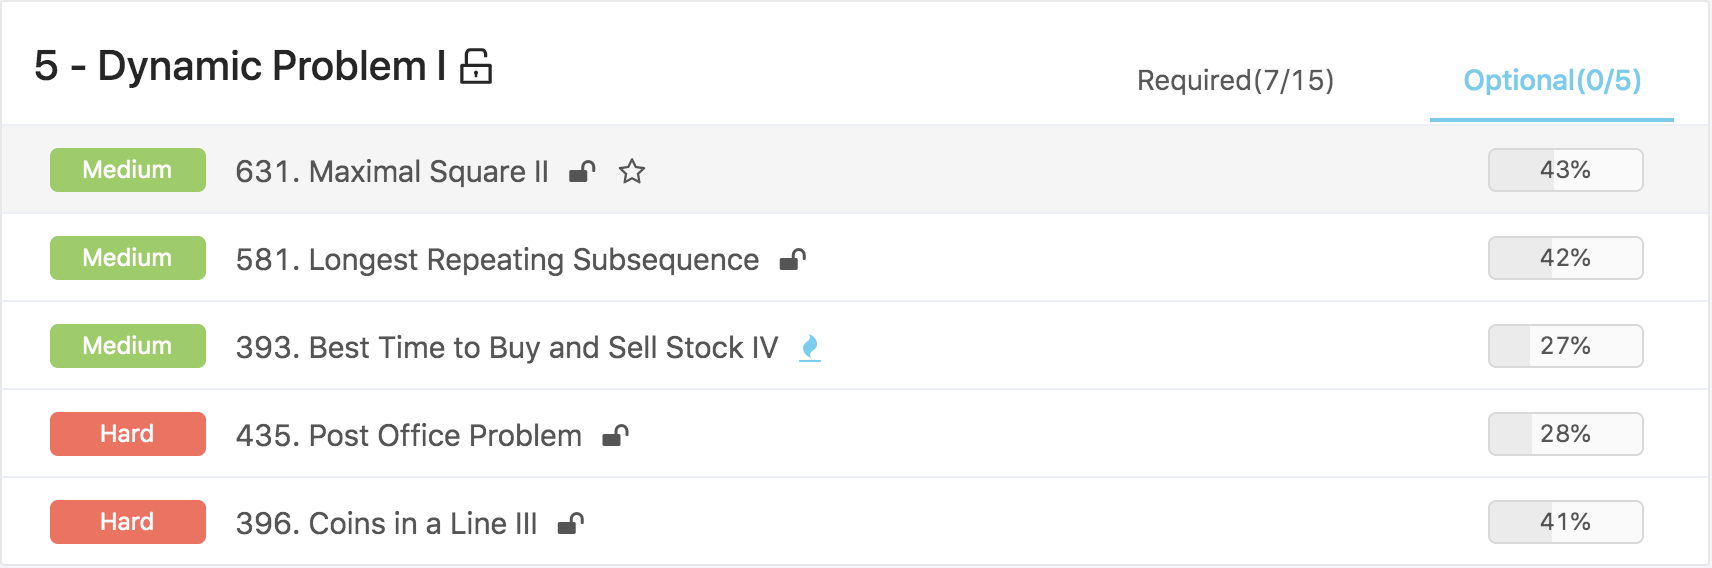 5 - Dynamic Problem I
Required(7/15)
Optional(0/5)
Medium 631. Maximal Square II 43%
Medium 581. Longest Repeating Subsequence 42%
Medium 393. Best Time to Buy and Sell Stock IV 27%
Hard 435. Post Office Problem 28%
Hard 396. Coins in a Line III 41%